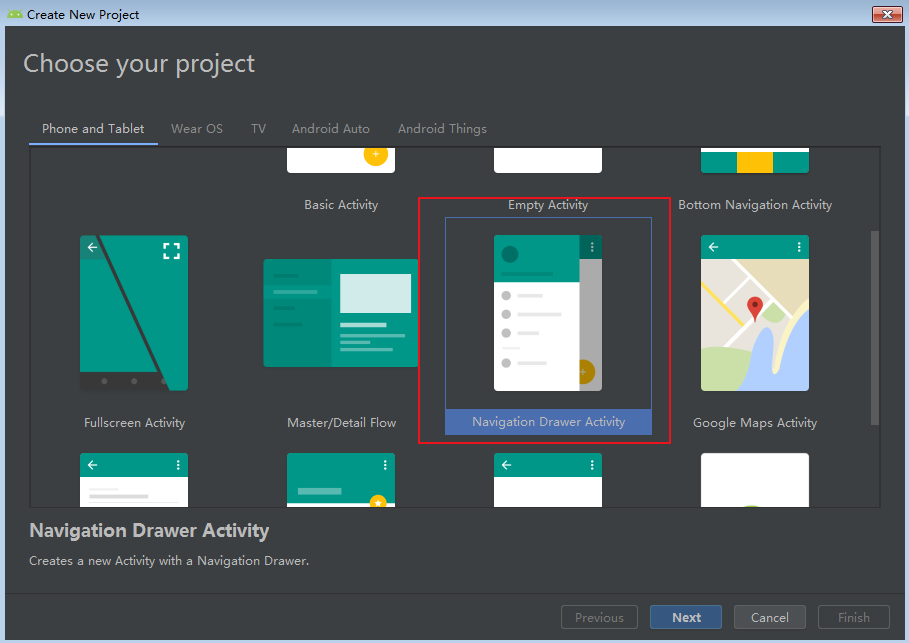 Create New Project
Choose your project
Phone and Tablet Wear OS TV Android Auto Android Things
Basic Activity Empty Activity Bottom Navigation Activity
Fullscreen Activity Master/Detail Flow Navigation Drawer Activity Google Maps Activity
Navigation Drawer Activity
Creates a new Activity with a Navigation Drawer.
Previous Next Cancel Finish